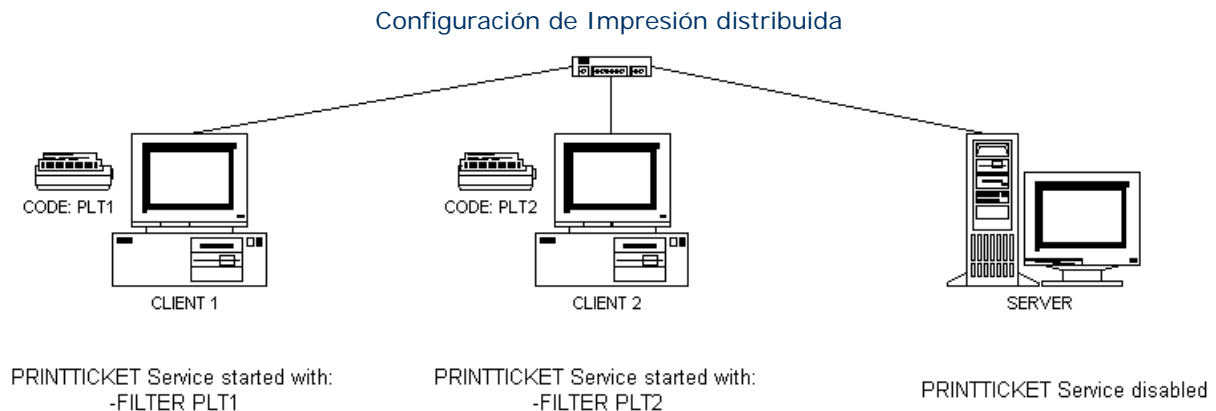 Configuración de Impresión distribuida
CODE: PLT1
CODE: PLT2
CLIENT 1
CLIENT 2
SERVER
PRINTTICKET Service started with:
-FILTER PLT1
PRINTTICKET Service started with:
-FILTER PLT2
PRINTTICKET Service disabled